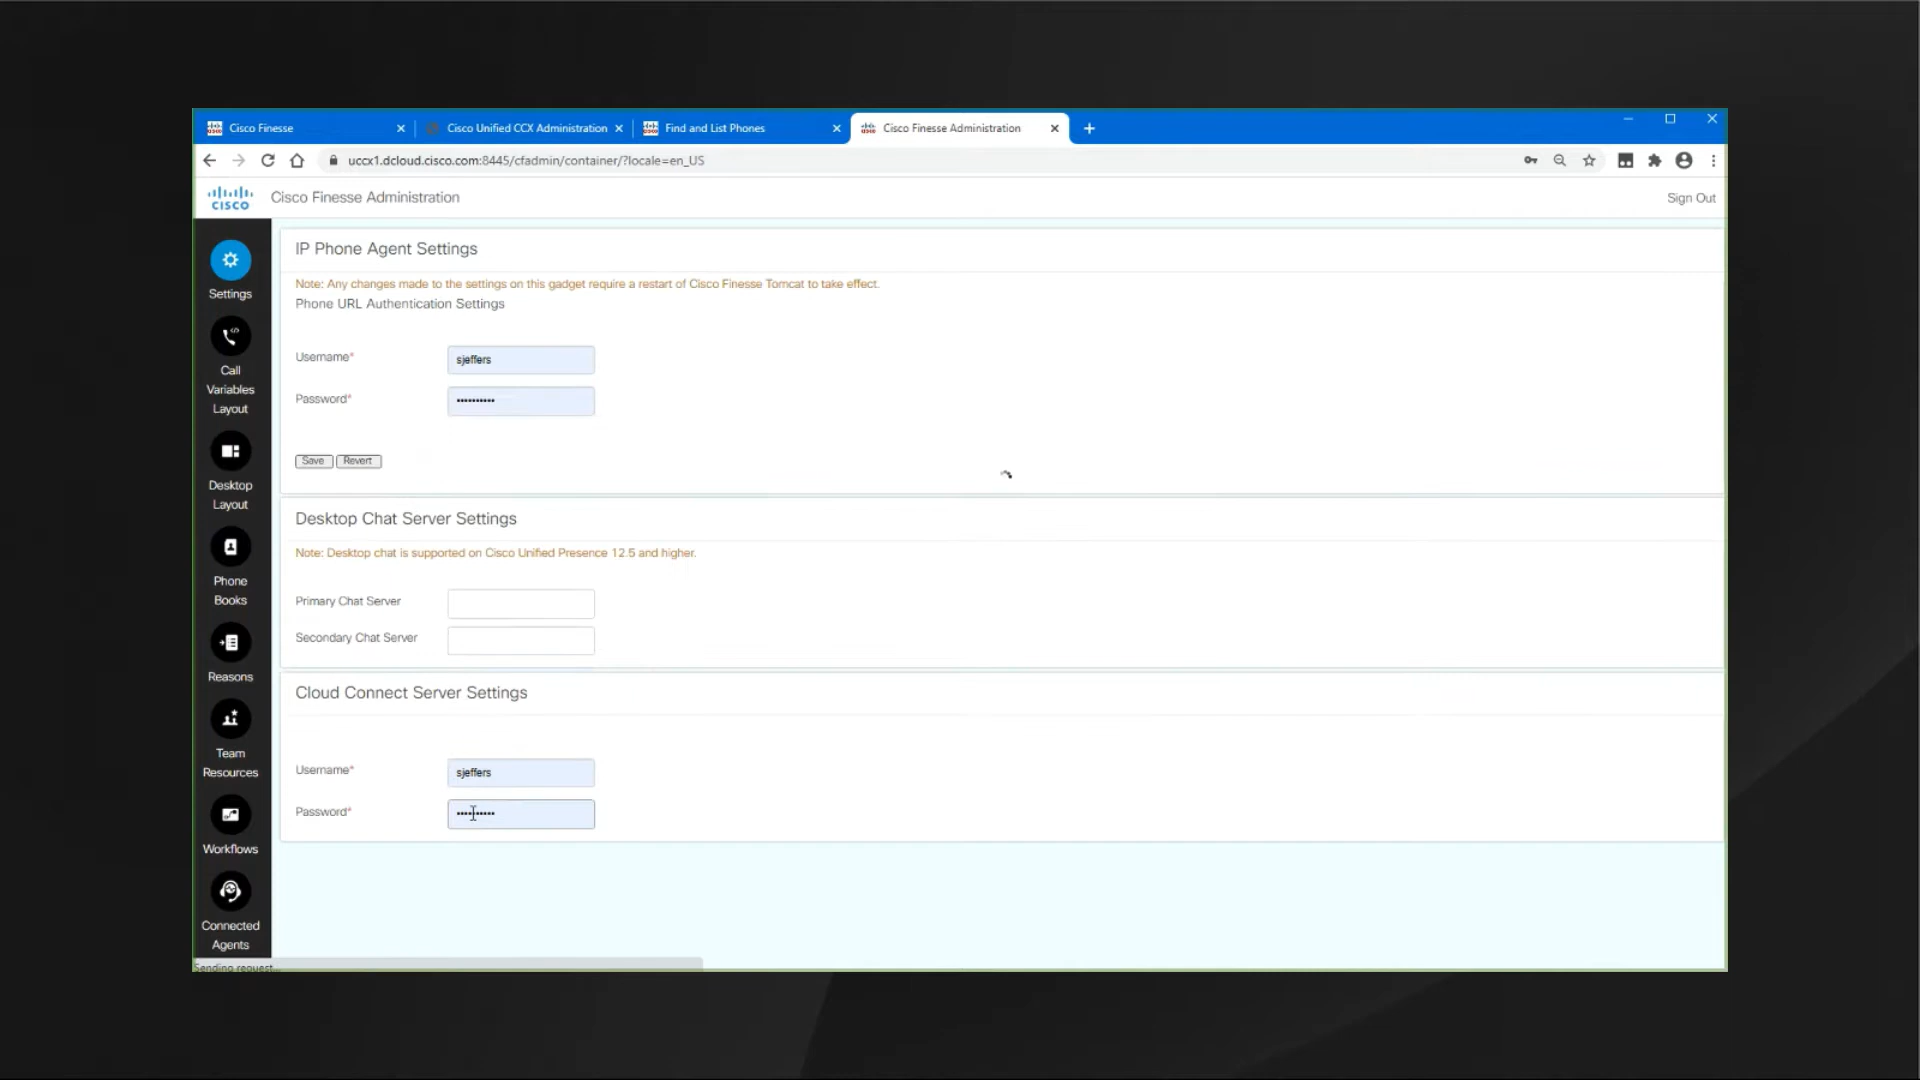 Cisco Finesse
Cisco Unified CCX Administration
Find and List Phones
Cisco Finesse Administration
uccx1.dcloud.cisco.com:8445/cfadmin/container/?locale=en_US
CISCO
Cisco Finesse Administration
Sign Out
Settings
Call
Variables
Layout
Desktop
Layout
Phone
Books
Reasons
Team
Resources
Workflows
Connected
Agents
IP Phone Agent Settings
Note: Any changes made to the settings on this gadget require a restart of Cisco Finesse Tomcat to take effect.
Phone URL Authentication Settings
Username*
sjeffers
Password*
••••••••••
Save
Revert
Desktop Chat Server Settings
Note: Desktop chat is supported on Cisco Unified Presence 12.5 and higher.
Primary Chat Server
Secondary Chat Server
Cloud Connect Server Settings
Username*
sjeffers
Password*
••••••••••
Sending request...